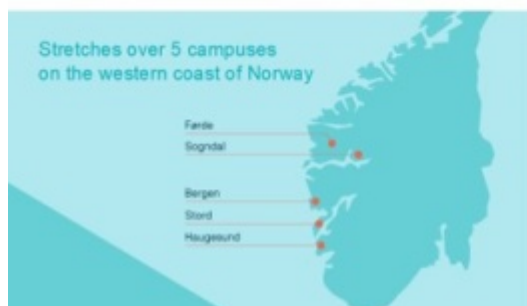 Stretches over 5 campuses
on the western coast of Norway
Førde
Sogndal
Bergen
Stord
Haugesund